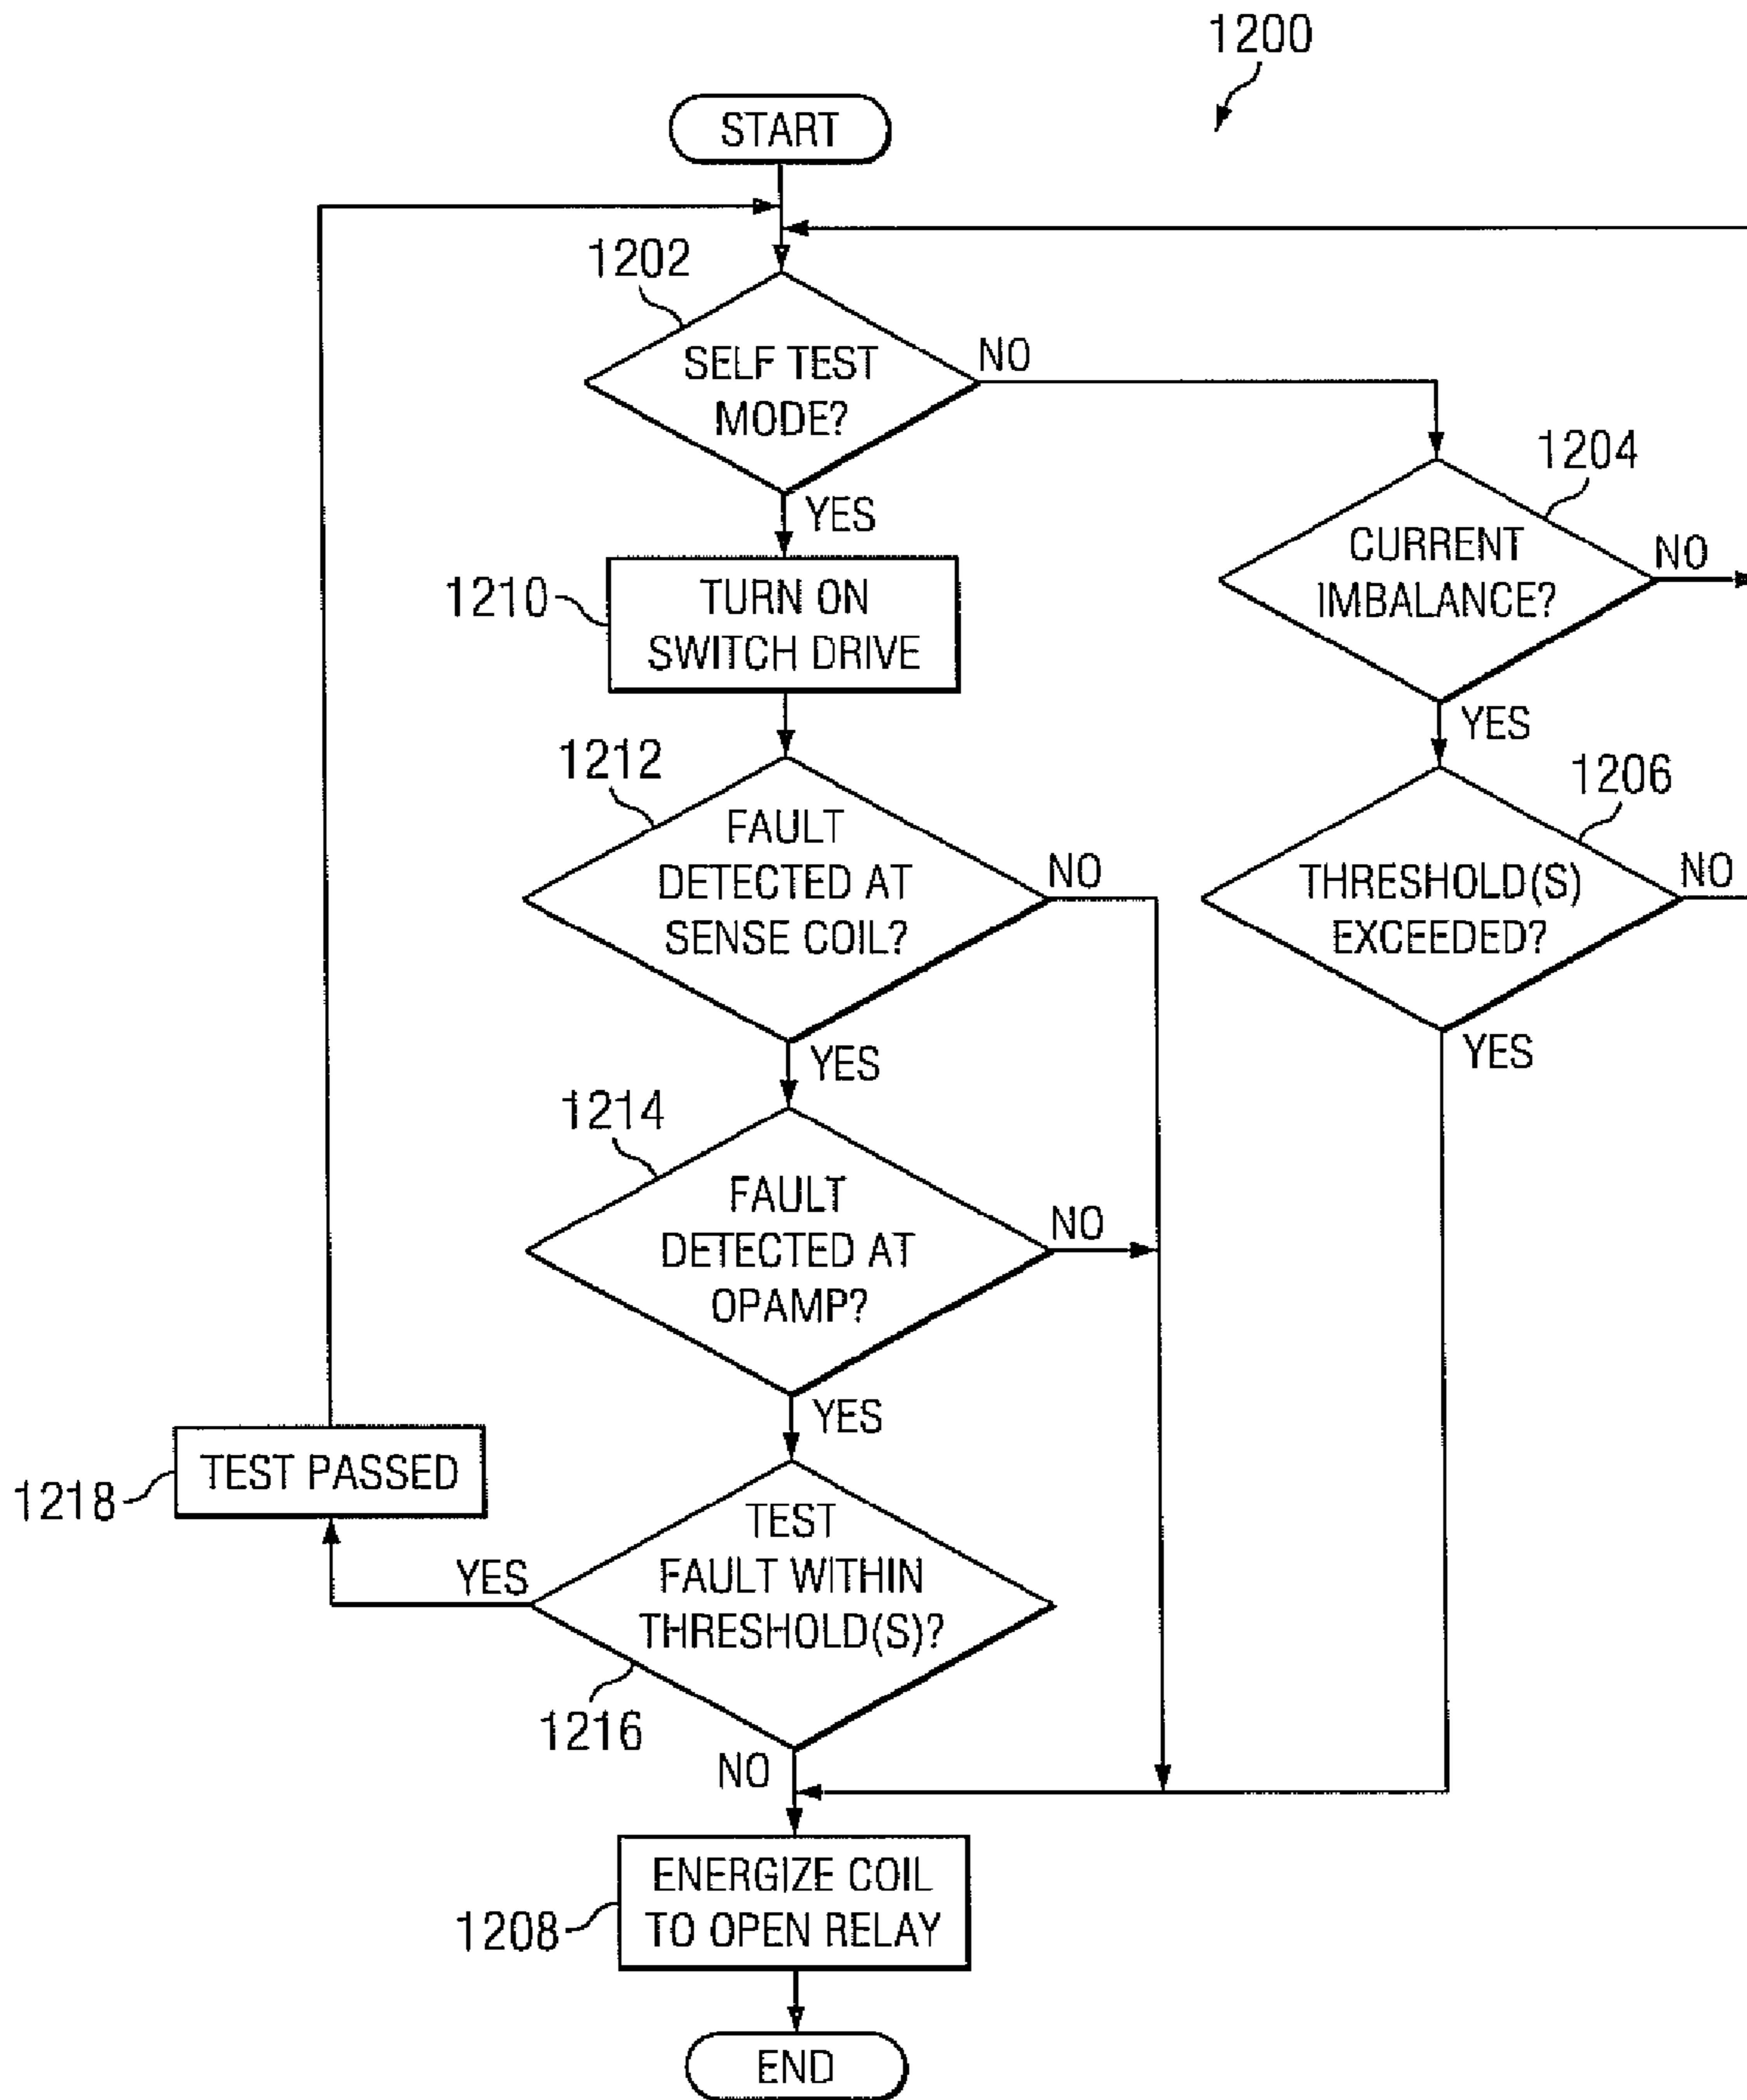 1200
START
1202
SELF TEST
MODE?
NO
YES
1204
CURRENT
IMBALANCE?
NO
YES
1210
TURN ON
SWITCH DRIVE
1212
FAULT
DETECTED AT
SENSE COIL?
NO
YES
1206
THRESHOLD(S)
EXCEEDED?
NO
YES
1214
FAULT
DETECTED AT
OPAMP?
NO
YES
1218
TEST PASSED
YES
TEST
FAULT WITHIN
THRESHOLD(S)?
1216
NO
1208
ENERGIZE COIL
TO OPEN RELAY
END